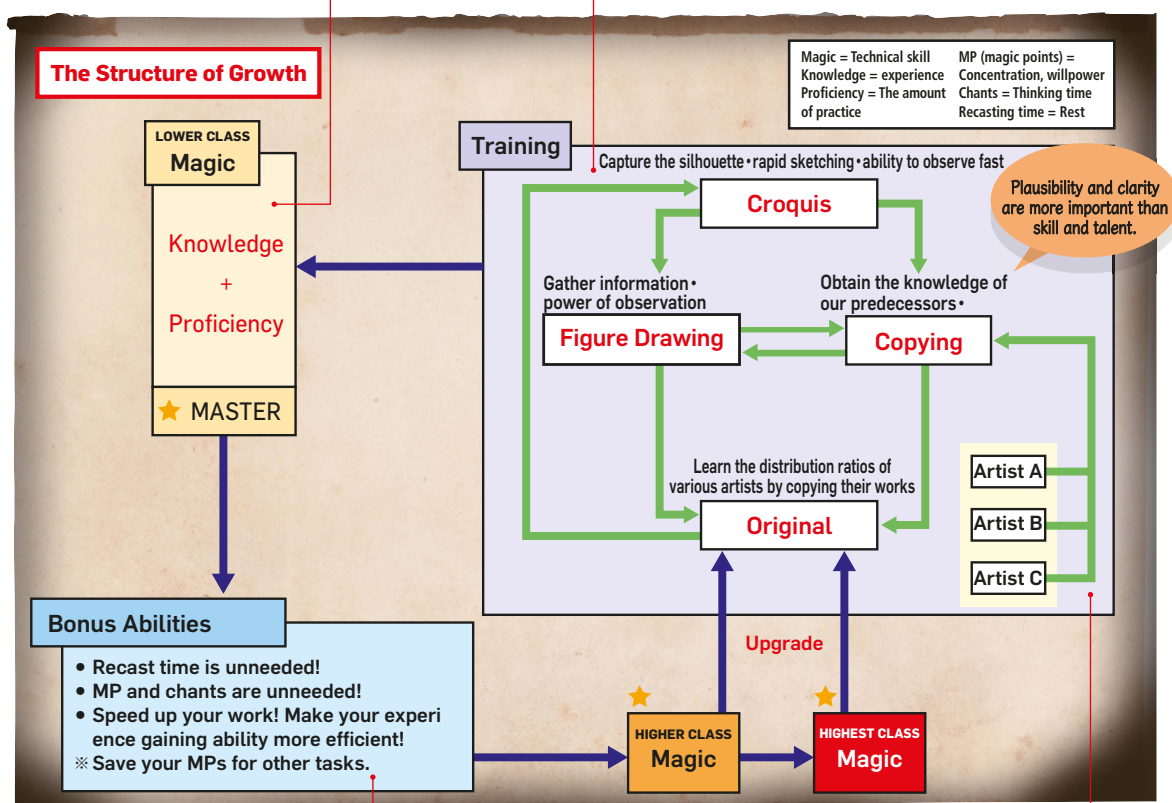 The Structure of Growth
Magic = Technical skill
Knowledge = experience
Proficiency = The amount
of practice
MP (magic points) =
Concentration, willpower
Chants = Thinking time
Recasting time = Rest
LOWER CLASS
Magic
Knowledge
+
Proficiency
★ MASTER
Training
Capture the silhouette・rapid sketching・ability to observe fast
Croquis
Plausibility and clarity
are more important than
skill and talent.
Gather information・
power of observation
Figure Drawing
Obtain the knowledge of
our predecessors・
Copying
Learn the distribution ratios of
various artists by copying their works
Original
Artist A
Artist B
Artist C
Bonus Abilities
• Recast time is unneeded!
• MP and chants are unneeded!
• Speed up your work! Make your experi
ence gaining ability more efficient!
※ Save your MPs for other tasks.
Upgrade
HIGHER CLASS
Magic
HIGHEST CLASS
Magic